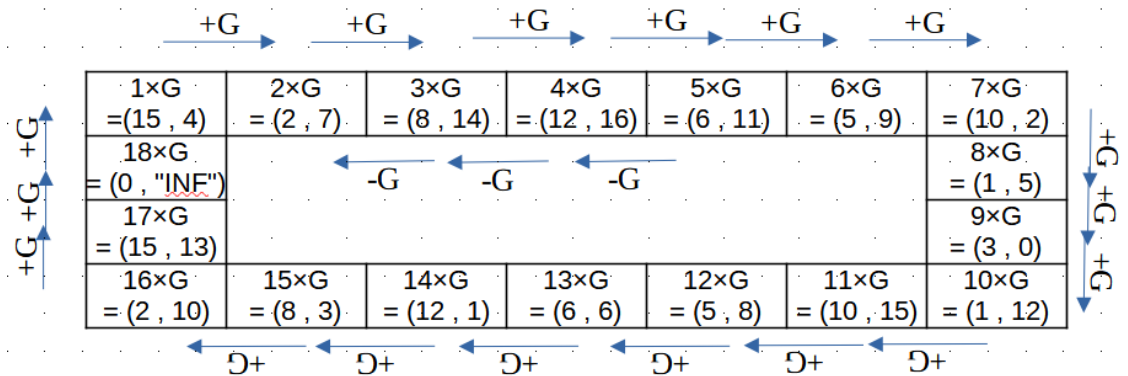 +G +G +G +G +G +G
1×G 2×G 3×G 4×G 5×G 6×G 7×G
=(15 , 4) = (2 , 7) = (8 , 14) = (12 , 16) = (6 , 11) = (5 , 9) = (10 , 2)
+G 18×G 8×G +G
= (0 , "INF") -G -G -G = (1 , 5)
+G 17×G 9×G +G
= (15 , 13) = (3 , 0)
+G 16×G 15×G 14×G 13×G 12×G 11×G 10×G +G
= (2 , 10) = (8 , 3) = (12 , 1) = (6 , 6) = (5 , 8) = (10 , 15) = (1 , 12)
+G +G +G +G +G +G